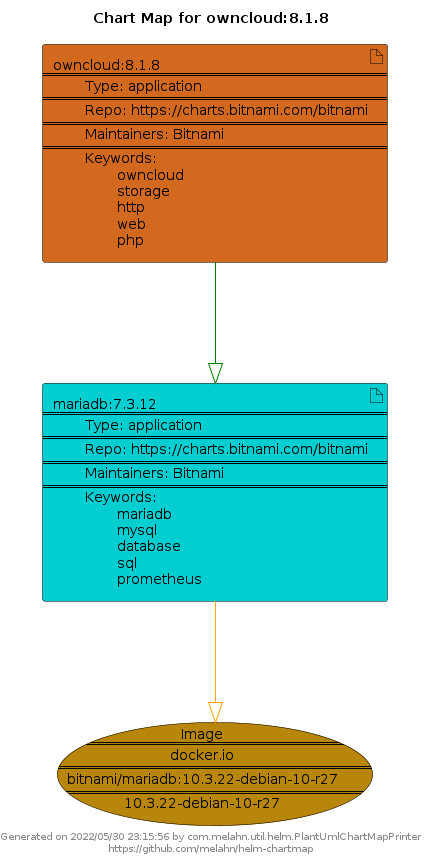 Chart Map for owncloud:8.1.8
owncloud:8.1.8
Type: application
Repo: https://charts.bitnami.com/bitnami
Maintainers: Bitnami
Keywords:
owncloud
storage
http
web
php
mariadb:7.3.12
Type: application
Repo: https://charts.bitnami.com/bitnami
Maintainers: Bitnami
Keywords:
mariadb
mysql
database
sql
prometheus
Image
docker.io
bitnami/mariadb:10.3.22-debian-10-r27
10.3.22-debian-10-r27
Generated on 2022/05/30 23:15:56 by com.melahn.util.helm.PlantUmlChartMapPrinter
https://github.com/melahn/helm-chartmap